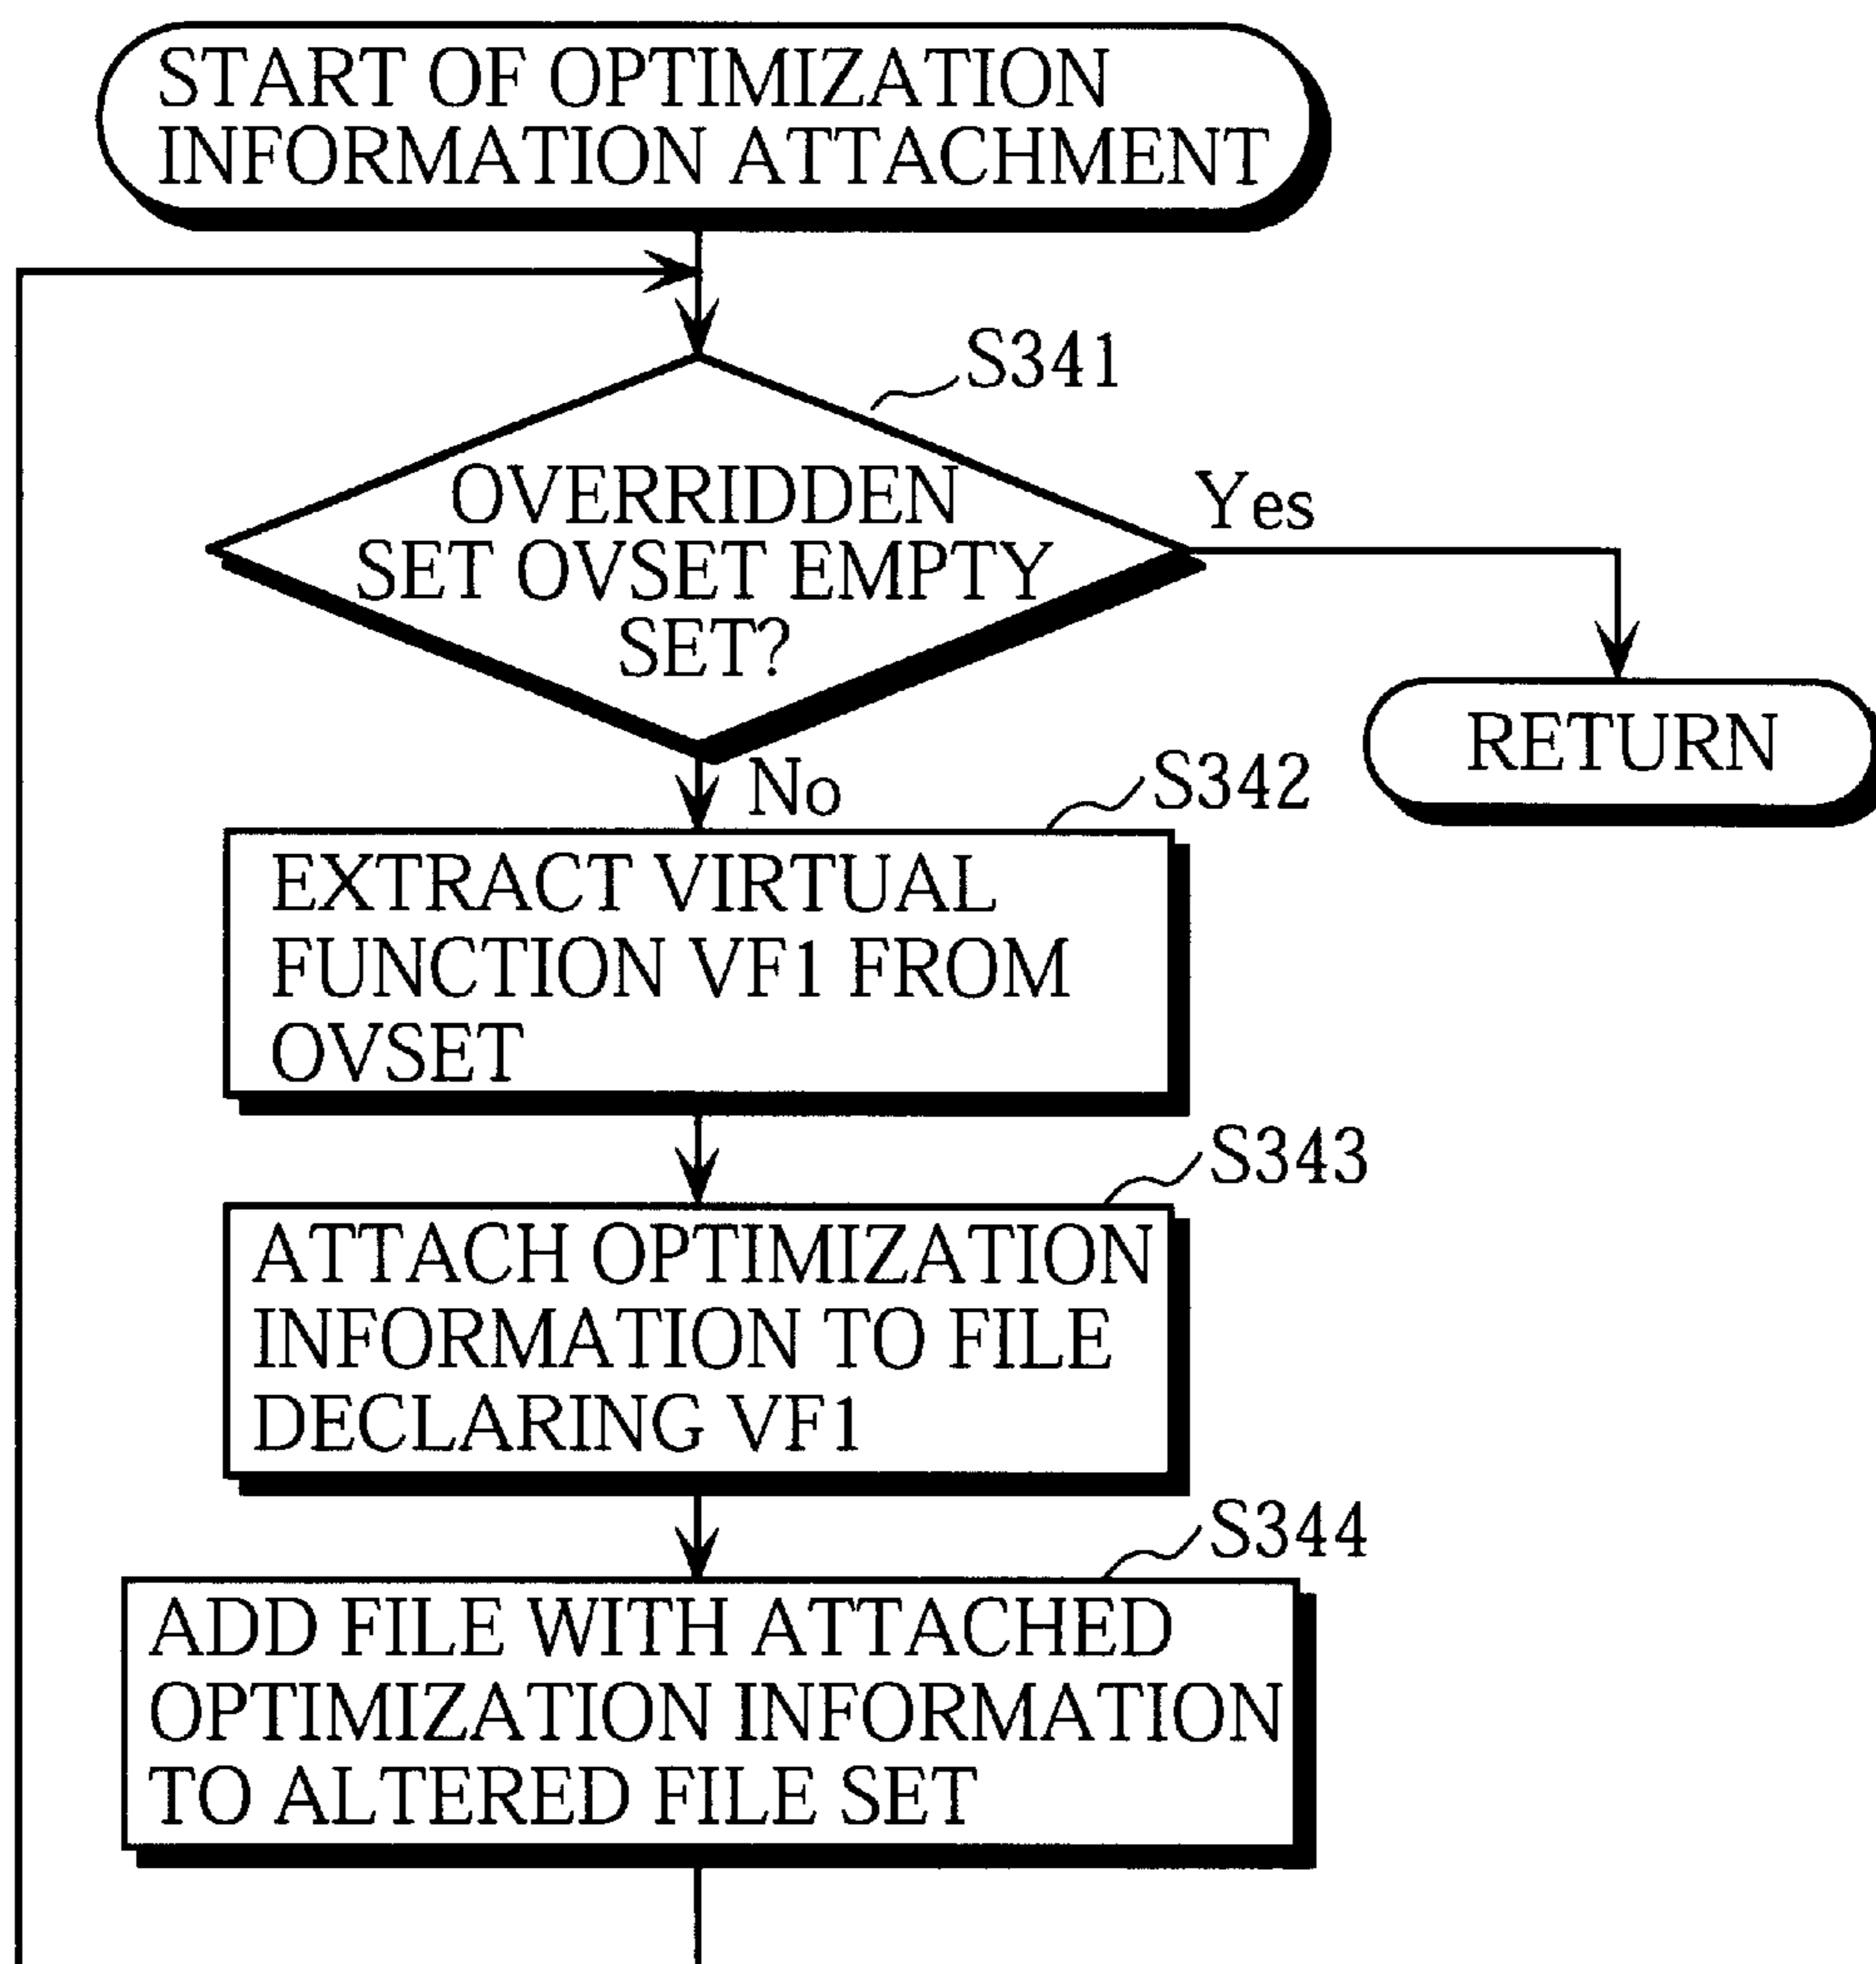 START OF OPTIMIZATION
INFORMATION ATTACHMENT
S341
OVERRIDDEN
SET OVSET EMPTY
SET?
Yes
RETURN
No
S342
EXTRACT VIRTUAL
FUNCTION VF1 FROM
OVSET
S343
ATTACH OPTIMIZATION
INFORMATION TO FILE
DECLARING VF1
S344
ADD FILE WITH ATTACHED
OPTIMIZATION INFORMATION
TO ALTERED FILE SET